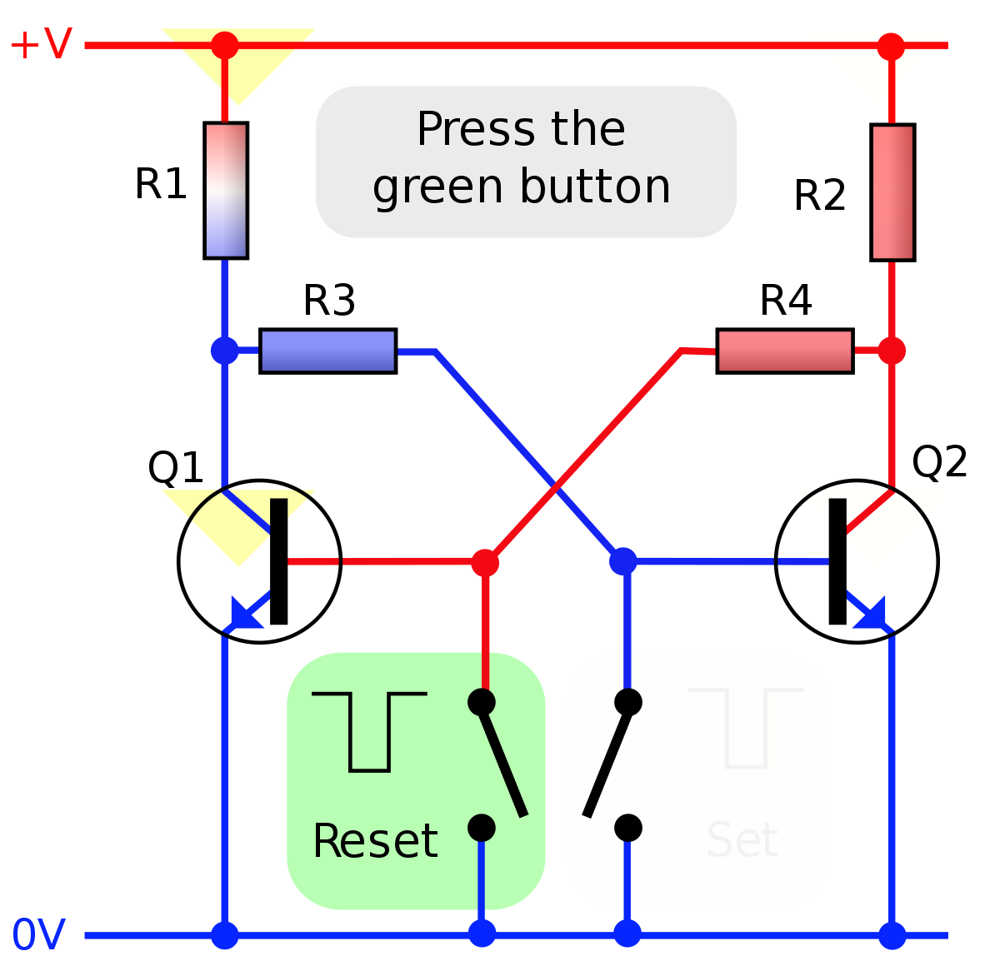 +V
Press the
green button
R1
R2
R3
R4
Q1
Q2
Reset
Set
0V